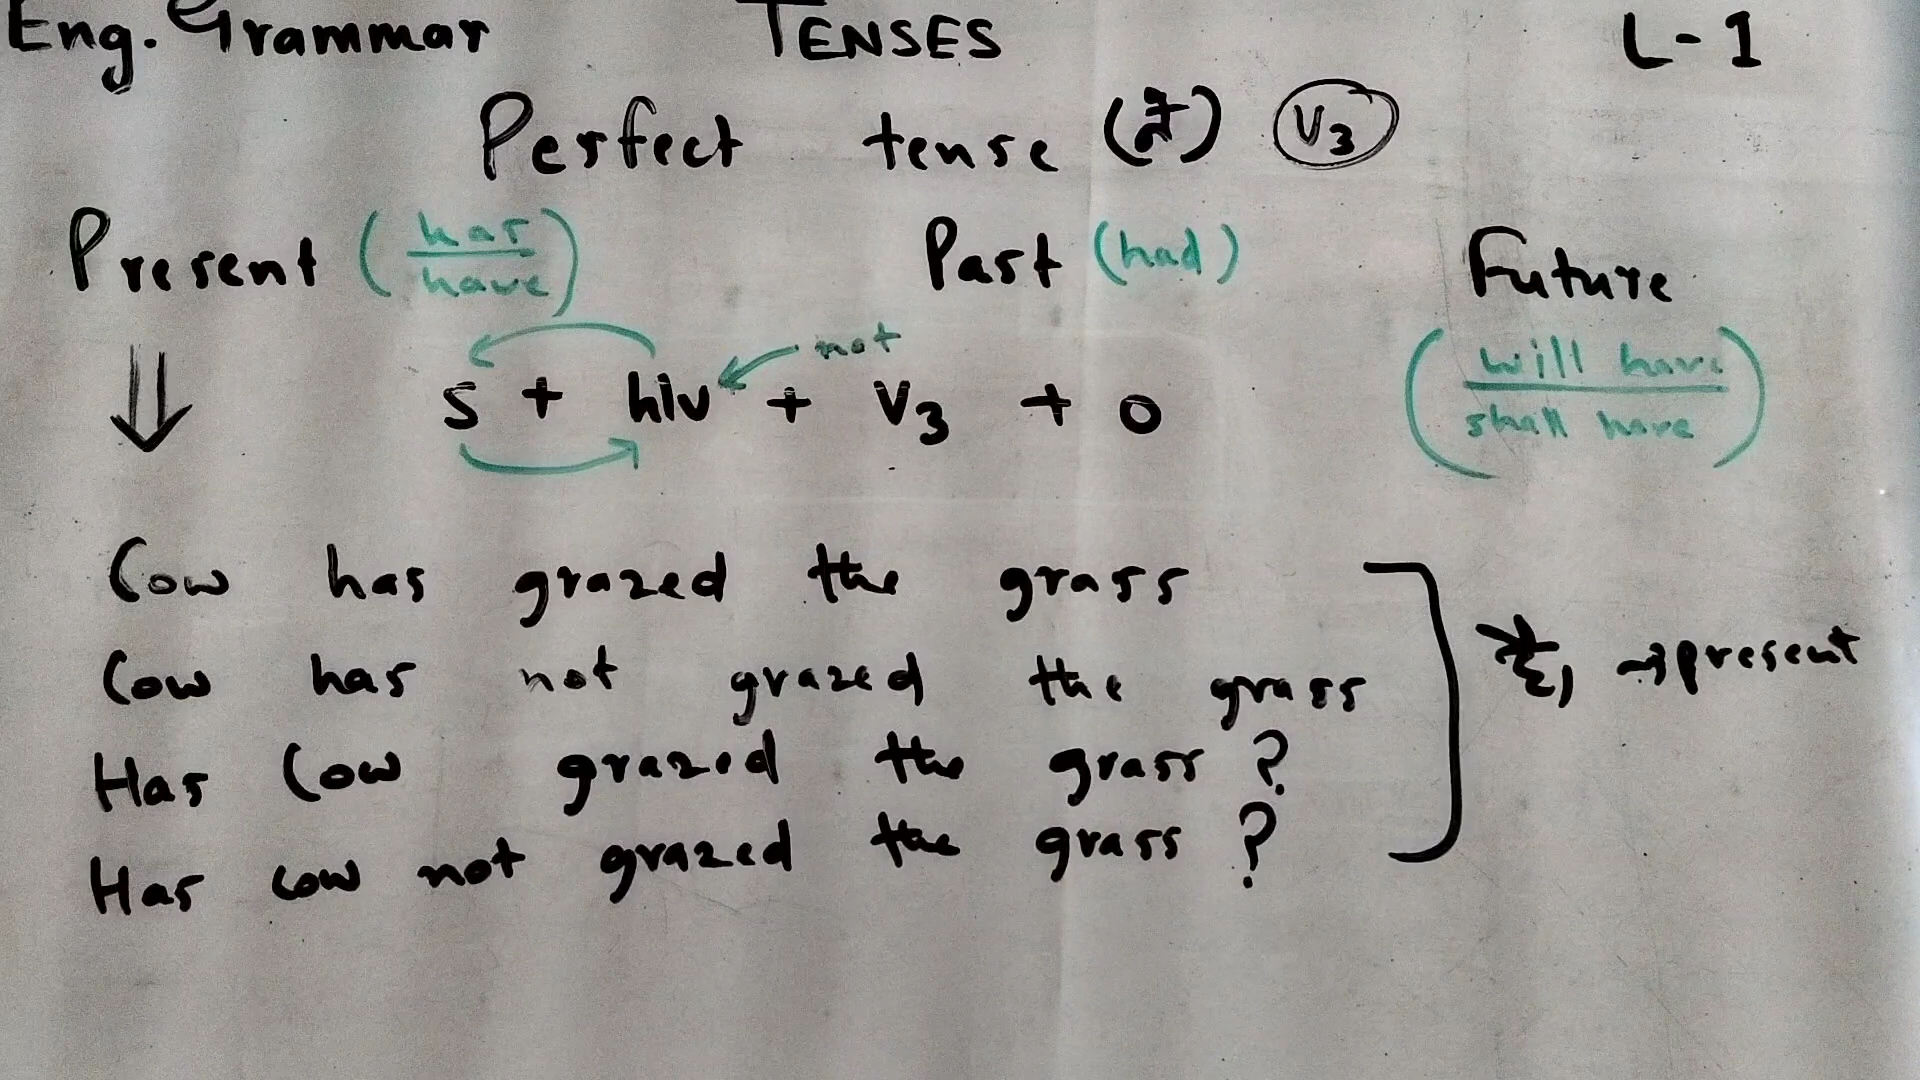 Eng. Grammar TENSES L-1
Perfect tense V3
Present (has/have) Past (had) Future (will have/shall have)
not
S + hiv + V3 + O
Cow has grazed the grass
Cow has not grazed the grass
Has Cow grazed the grass ?
Has cow not grazed the grass ?
→ present